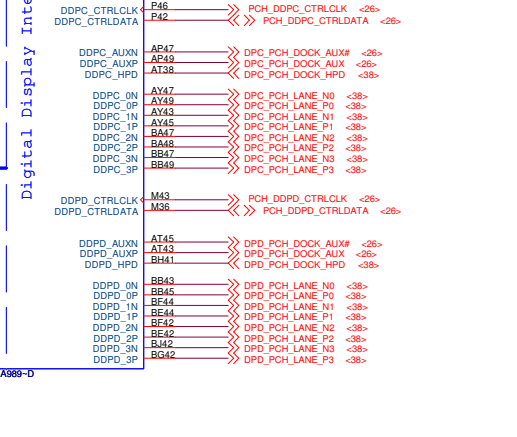 Digital Display Inte
DDPC_CTRLCLK P46 PCH_DDPC_CTRLCLK <26>
DDPC_CTRLDATA P42 PCH_DDPC_CTRLDATA <26>
DDPC_AUXN AP47 DPC_PCH_DOCK_AUX# <26>
DDPC_AUXP AP49 DPC_PCH_DOCK_AUX <26>
DDPC_HPD AT38 DPC_PCH_DOCK_HPD <38>
DDPC_0N AY47 DPC_PCH_LANE_N0 <38>
DDPC_0P AY49 DPC_PCH_LANE_P0 <38>
DDPC_1N AY43 DPC_PCH_LANE_N1 <38>
DDPC_1P AY45 DPC_PCH_LANE_P1 <38>
DDPC_2N BA47 DPC_PCH_LANE_N2 <38>
DDPC_2P BA48 DPC_PCH_LANE_P2 <38>
DDPC_3N BB47 DPC_PCH_LANE_N3 <38>
DDPC_3P BB49 DPC_PCH_LANE_P3 <38>
DDPD_CTRLCLK M43 PCH_DDPD_CTRLCLK <26>
DDPD_CTRLDATA M36 PCH_DDPD_CTRLDATA <26>
DDPD_AUXN AT45 DPD_PCH_DOCK_AUX# <26>
DDPD_AUXP AT43 DPD_PCH_DOCK_AUX <26>
DDPD_HPD BH41 DPD_PCH_DOCK_HPD <38>
DDPD_0N BB43 DPD_PCH_LANE_N0 <38>
DDPD_0P BB45 DPD_PCH_LANE_P0 <38>
DDPD_1N BF44 DPD_PCH_LANE_N1 <38>
DDPD_1P BE44 DPD_PCH_LANE_P1 <38>
DDPD_2N BF42 DPD_PCH_LANE_N2 <38>
DDPD_2P BE42 DPD_PCH_LANE_P2 <38>
DDPD_3N BJ42 DPD_PCH_LANE_N3 <38>
DDPD_3P BG42 DPD_PCH_LANE_P3 <38>
A989~D